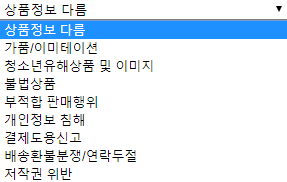 상품정보 다름
상품정보 다름
가품/이미테이션
청소년유해상품 및 이미지
불법상품
부적합 판매행위
개인정보 침해
결제도용신고
배송환불분쟁/연락두절
저작권 위반